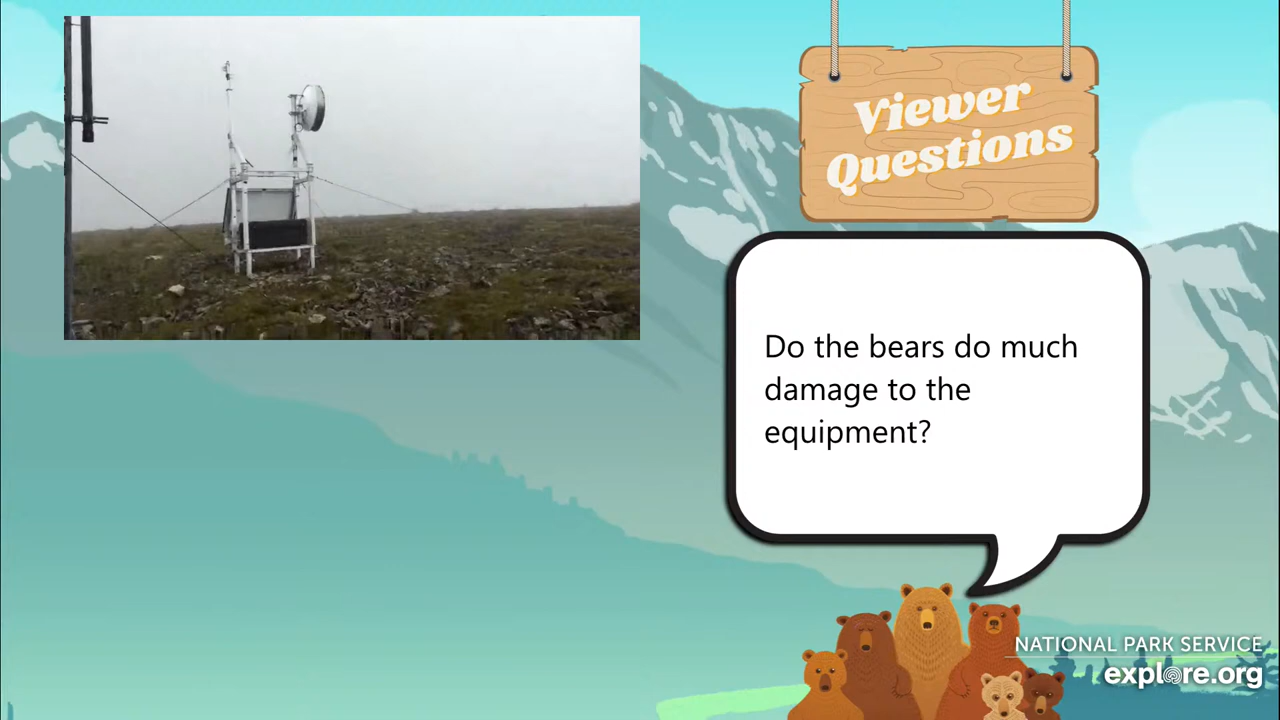 Viewer
Questions
Do the bears do much
damage to the
equipment?
NATIONAL PARK SERVICE
explore.org